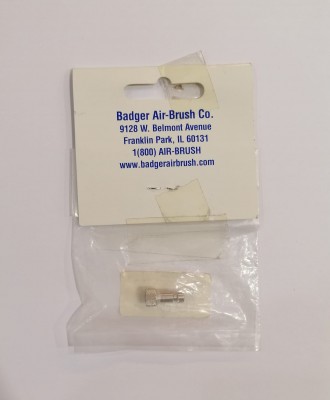 Badger Air-Brush Co.
9128 W. Belmont Avenue
Franklin Park, IL 60131
1(800) AIR-BRUSH
www.badgerairbrush.com